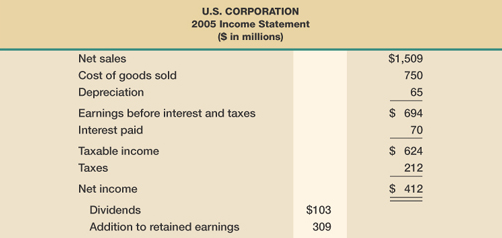 U.S. CORPORATION
2005 Income Statement
($ in millions)
Net sales $1,509
Cost of goods sold 750
Depreciation 65
Earnings before interest and taxes $ 694
Interest paid 70
Taxable income $ 624
Taxes 212
Net income $ 412
Dividends $103
Addition to retained earnings 309